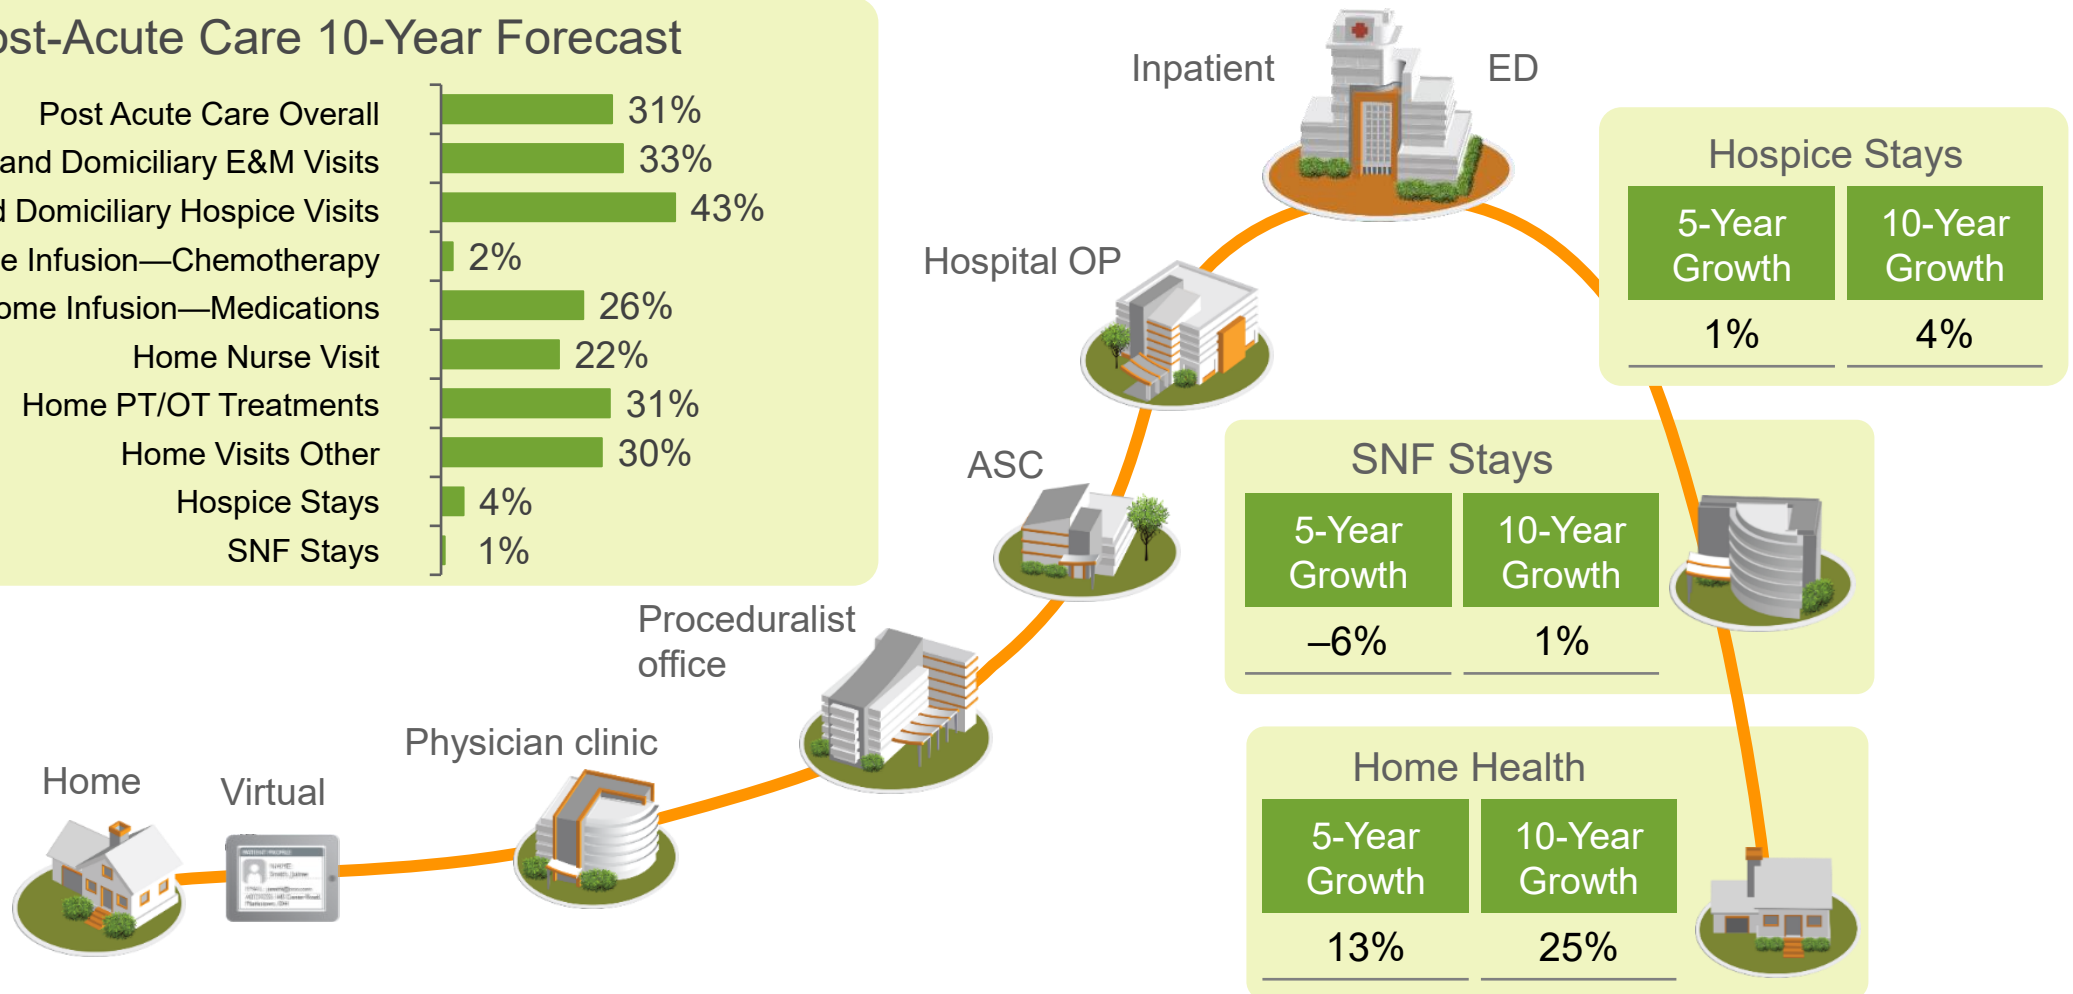 Post-Acute Care 10-Year Forecast
Post Acute Care Overall 31%
and Domiciliary E&M Visits 33%
Domiciliary Hospice Visits 43%
Infusion—Chemotherapy 2%
Home Infusion—Medications 26%
Home Nurse Visit 22%
Home PT/OT Treatments 31%
Home Visits Other 30%
Hospice Stays 4%
SNF Stays 1%
Inpatient
ED
Hospital OP
ASC
Proceduralist
office
Physician clinic
Virtual
Home
Hospice Stays
5-Year 10-Year
Growth Growth
1% 4%
SNF Stays
5-Year 10-Year
Growth Growth
–6% 1%
Home Health
5-Year 10-Year
Growth Growth
13% 25%